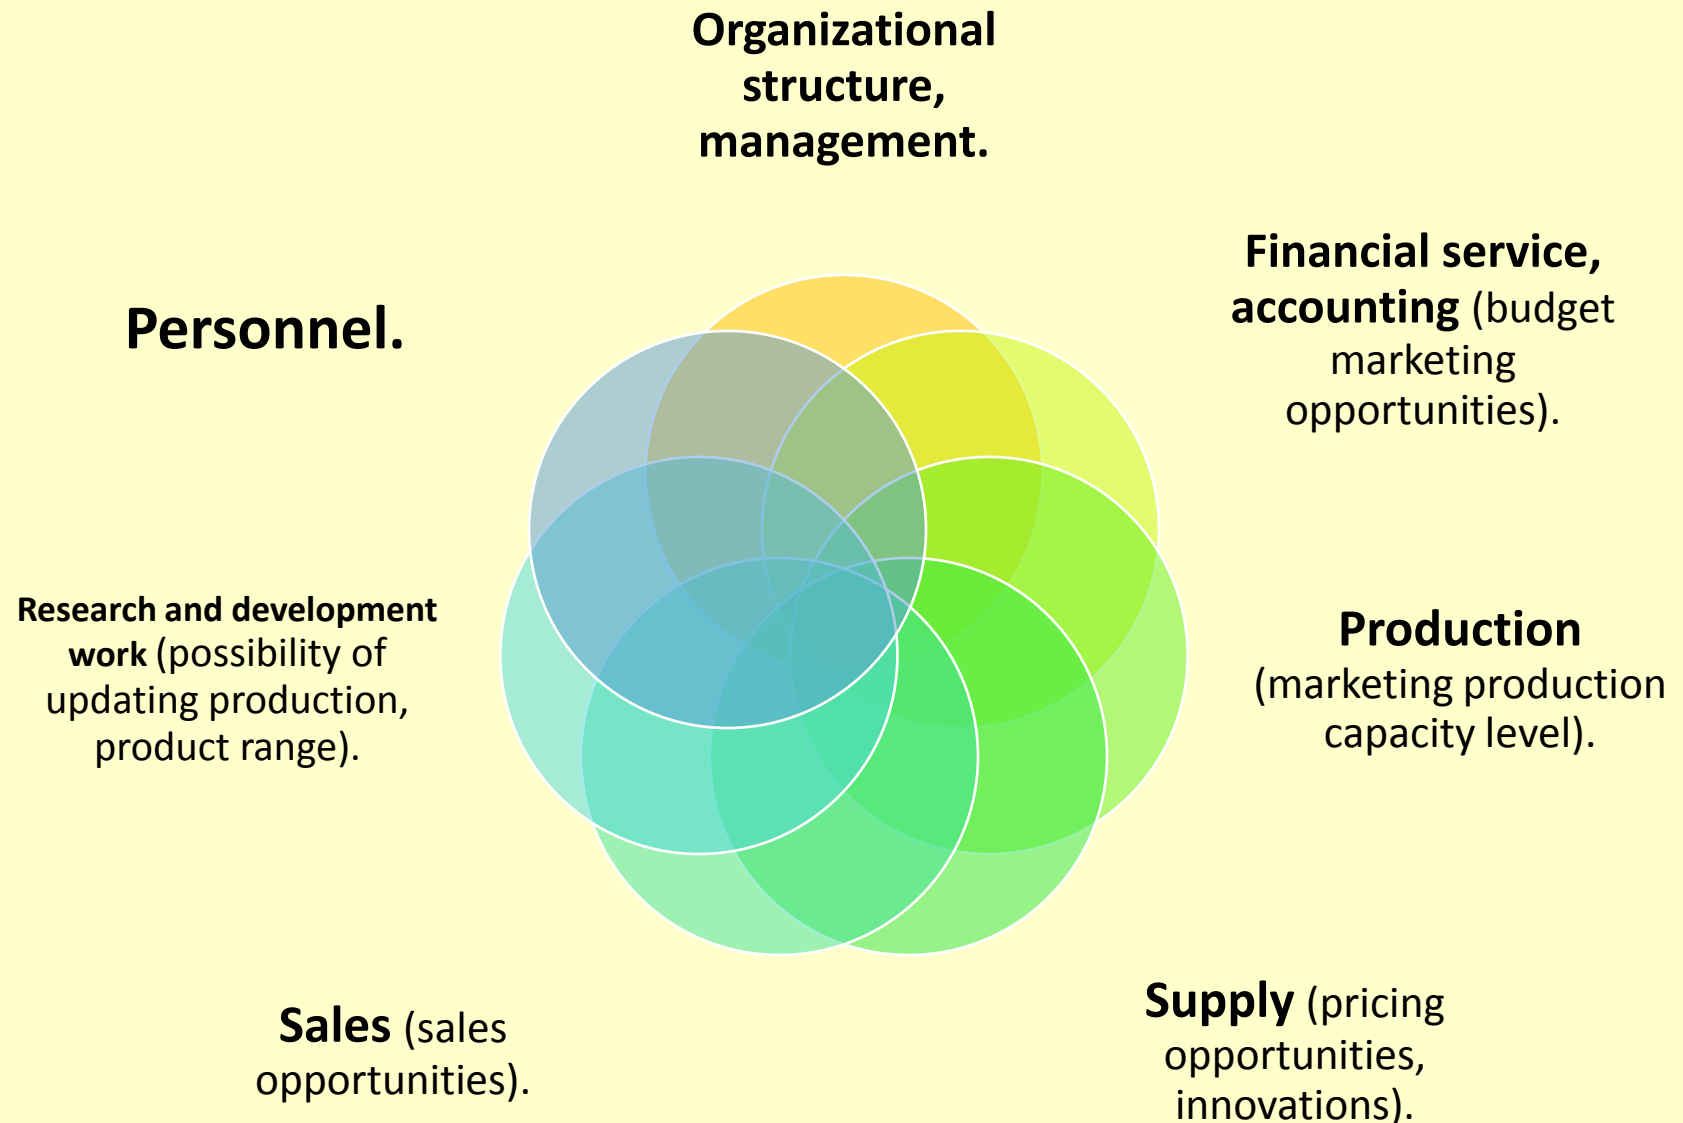 Organizational
structure,
management.
Financial service,
accounting (budget
marketing
opportunities).
Production
(marketing production
capacity level).
Supply (pricing
opportunities,
innovations).
Sales (sales
opportunities).
Research and development
work (possibility of
updating production,
product range).
Personnel.